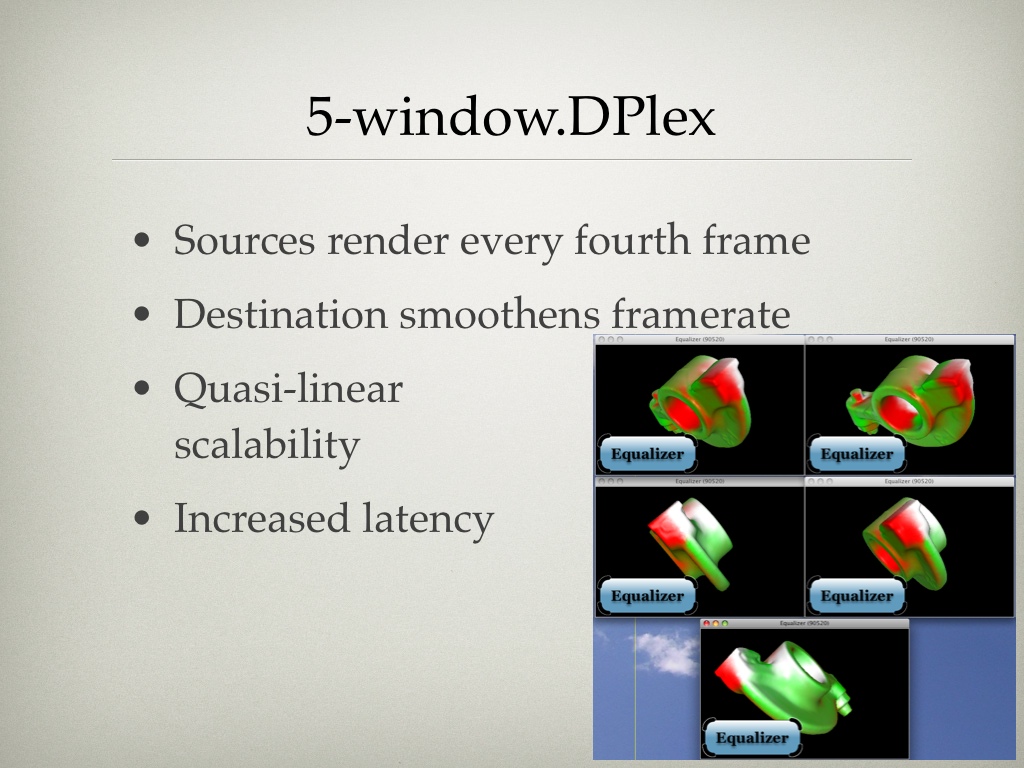 5-window.DPlex
• Sources render every fourth frame
• Destination smoothens framerate
• Quasi-linear
scalability
• Increased latency
Equalizer (90520)
Equalizer (90520)
Equalizer
Equalizer
Equalizer (90520)
Equalizer (90520)
Equalizer
Equalizer
Equalizer (90520)
Equalizer